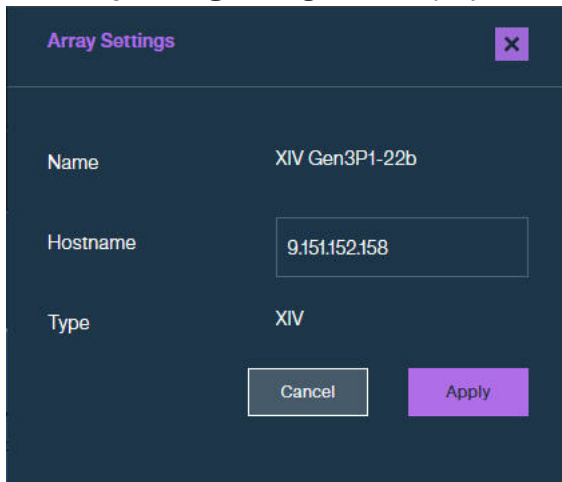 Array Settings
Name XIV Gen3P1-22b
Hostname 9.151.152.158
Type XIV
Cancel Apply